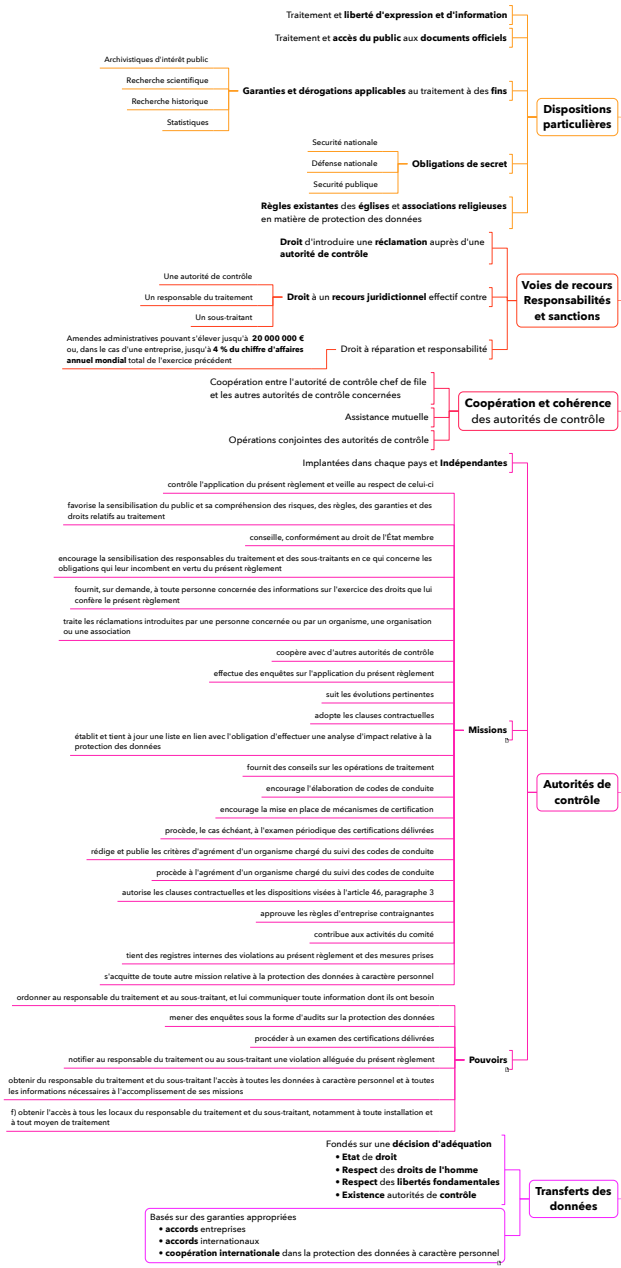 Traitement et liberté d'expression et d'information
Traitement et accès du public aux documents officiels
Archivistiques d'intérêt public
Recherche scientifique
Recherche historique
Statistiques
Garanties et dérogations applicables au traitement à des fins
Dispositions
particulières
Securité nationale
Défense nationale
Securité publique
Obligations de secret
Règles existantes des églises et associations religieuses
en matière de protection des données
Droit d'introduire une réclamation auprès d'une
autorité de contrôle
Une autorité de contrôle
Un responsable du traitement
Un sous-traitant
Droit à un recours juridictionnel effectif contre
Voies de recours
Responsabilités
et sanctions
Amendes administratives pouvant s'élever jusqu'à 20 000 000 €
ou, dans le cas d'une entreprise, jusqu'à 4 % du chiffre d'affaires
annuel mondial total de l'exercice précédent
Droit à réparation et responsabilité
Coopération entre l'autorité de contrôle chef de file
et les autres autorités de contrôle concernées
Assistance mutuelle
Opérations conjointes des autorités de contrôle
Coopération et cohérence
des autorités de contrôle
Implantées dans chaque pays et Indépendantes
contrôle l'application du présent règlement et veille au respect de celui-ci
favorise la sensibilisation du public et sa compréhension des risques, des règles, des garanties et des
droits relatifs au traitement
conseille, conformément au droit de l'État membre
encourage la sensibilisation des responsables du traitement et des sous-traitants en ce qui concerne les
obligations qui leur incombent en vertu du présent règlement
fournit, sur demande, à toute personne concernée des informations sur l'exercice des droits que lui
confère le présent règlement
traite les réclamations introduites par une personne concernée ou par un organisme, une organisation
ou une association
coopère avec d'autres autorités de contrôle
effectue des enquêtes sur l'application du présent règlement
suit les évolutions pertinentes
adopte les clauses contractuelles
établit et tient à jour une liste en lien avec l'obligation d'effectuer une analyse d'impact relative à la
protection des données
fournit des conseils sur les opérations de traitement
encourage l'élaboration de codes de conduite
encourage la mise en place de mécanismes de certification
procède, le cas échéant, à l'examen périodique des certifications délivrées
rédige et publie les critères d'agrément d'un organisme chargé du suivi des codes de conduite
procède à l'agrément d'un organisme chargé du suivi des codes de conduite
autorise les clauses contractuelles et les dispositions visées à l'article 46, paragraphe 3
approuve les règles d'entreprise contraignantes
contribue aux activités du comité
tient des registres internes des violations au présent règlement et des mesures prises
s'acquitte de toute autre mission relative à la protection des données à caractère personnel
Missions
Autorités de
contrôle
ordonner au responsable du traitement et au sous-traitant, et lui communiquer toute information dont ils ont besoin
mener des enquêtes sous la forme d'audits sur la protection des données
procéder à un examen des certifications délivrées
notifier au responsable du traitement ou au sous-traitant une violation alléguée du présent règlement
obtenir du responsable du traitement et du sous-traitant l'accès à toutes les données à caractère personnel et à toutes
les informations nécessaires à l'accomplissement de ses missions
f) obtenir l'accès à tous les locaux du responsable du traitement et du sous-traitant, notamment à toute installation et
à tout moyen de traitement
Pouvoirs
Fondés sur une décision d'adéquation
• Etat de droit
• Respect des droits de l'homme
• Respect des libertés fondamentales
• Existence autorités de contrôle
Transferts des
données
Basés sur des garanties appropriées
• accords entreprises
• accords internationaux
• coopération internationale dans la protection des données à caractère personnel